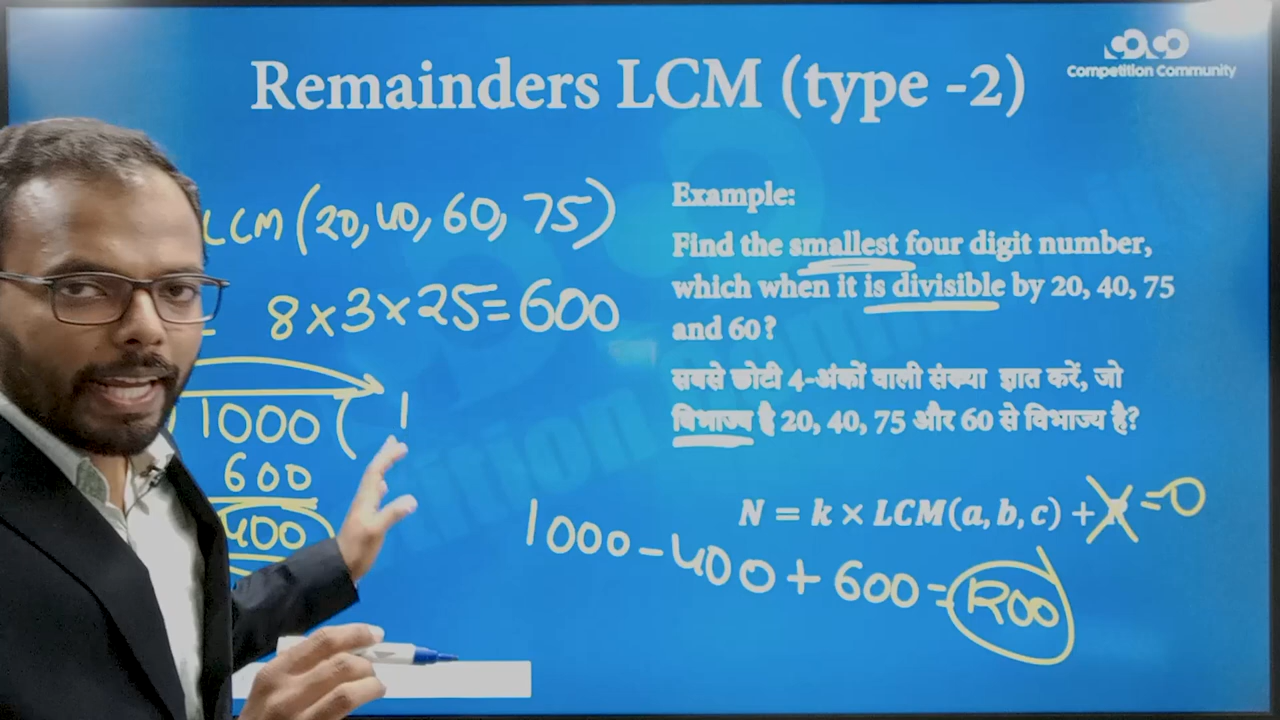 Remainders LCM (type -2)
Competition Community
LCM (20, 40, 60, 75)
= 8×3×25=600
1000 ( 1
600
400
Example:
Find the smallest four digit number,
which when it is divisible by 20, 40, 75
and 60?
सबसे छोटी 4-अंकों वाली संख्या ज्ञात करें, जो
विभाज्य है 20, 40, 75 और 60 से विभाज्य है?
N = k × LCM(a, b, c) + x =0
1000-400+600=1200